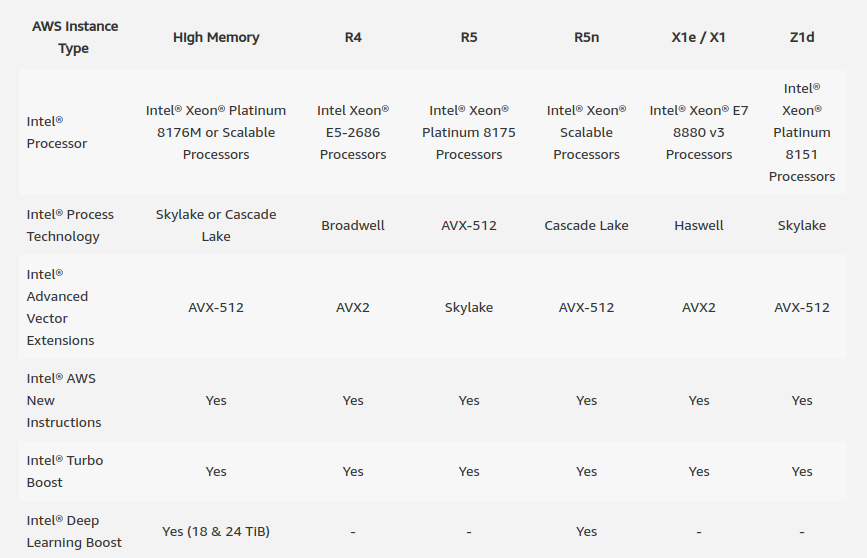 AWS Instance Type | HIgh Memory | R4 | R5 | R5n | X1e / X1 | Z1d
Intel® Processor | Intel® Xeon® Platinum 8176M or Scalable Processors | Intel Xeon® E5-2686 Processors | Intel® Xeon® Platinum 8175 Processors | Intel® Xeon® Scalable Processors | Intel® Xeon® E7 8880 v3 Processors | Intel® Xeon® Platinum 8151 Processors
Intel® Process Technology | Skylake or Cascade Lake | Broadwell | AVX-512 | Cascade Lake | Haswell | Skylake
Intel® Advanced Vector Extensions | AVX-512 | AVX2 | Skylake | AVX-512 | AVX2 | AVX-512
Intel® AWS New Instructions | Yes | Yes | Yes | Yes | Yes | Yes
Intel® Turbo Boost | Yes | Yes | Yes | Yes | Yes | Yes
Intel® Deep Learning Boost | Yes (18 & 24 TiB) | - | - | Yes | - | -